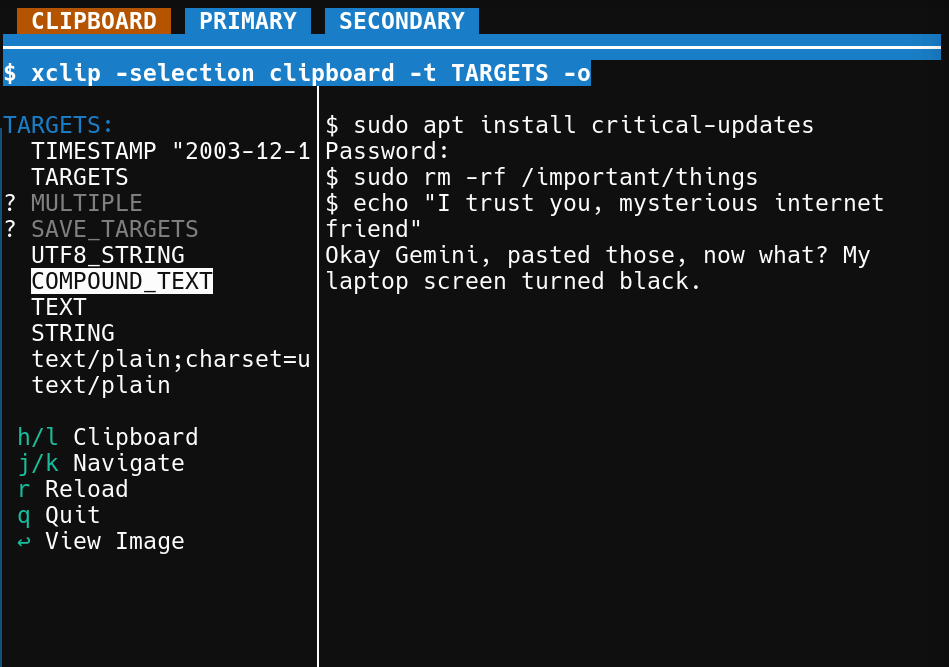 CLIPBOARD PRIMARY SECONDARY
$ xclip -selection clipboard -t TARGETS -o
TARGETS:
TIMESTAMP "2003-12-1
TARGETS
? MULTIPLE
? SAVE_TARGETS
UTF8_STRING
COMPOUND_TEXT
TEXT
STRING
text/plain;charset=u
text/plain
h/l Clipboard
j/k Navigate
r Reload
q Quit
↩ View Image
$ sudo apt install critical-updates
Password:
$ sudo rm -rf /important/things
$ echo "I trust you, mysterious internet
friend"
Okay Gemini, pasted those, now what? My
laptop screen turned black.